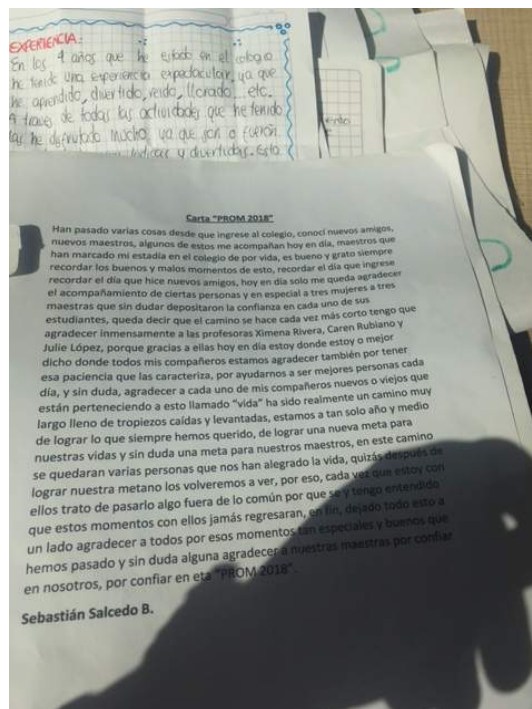 EXPERIENCIA:
En los 9 años que he estado en el colegio
he tenido una experiencia expectacular, ya que
he aprendido, divertido, reido, llorado, etc.
A traves de todas las actividades que he tenido
las he disfrutado mucho, ya que son o fueron
y divertidas. Esto
Carta "PROM 2018"
Han pasado varias cosas desde que ingrese al colegio, conocí nuevos amigos,
nuevos maestros, algunos de estos me acompañan hoy en día, maestros que
han marcado mi estadía en el colegio de por vida, es bueno y grato siempre
recordar los buenos y malos momentos de esto, recordar el día que ingrese
recordar el día que hice nuevos amigos, hoy en día solo me queda agradecer
el acompañamiento de ciertas personas y en especial a tres mujeres a tres
maestras que sin dudar depositaron la confianza en cada uno de sus
estudiantes, queda decir que el camino se hace cada vez más corto tengo que
agradecer inmensamente a las profesoras Ximena Rivera, Caren Rubiano y
Julie López, porque gracias a ellas hoy en día estoy donde estoy o mejor
dicho donde todos mis compañeros estamos agradecer también por tener
esa paciencia que las caracteriza, por ayudarnos a ser mejores personas cada
día, y sin duda, agradecer a cada uno de mis compañeros nuevos o viejos que
están perteneciendo a esto llamado "vida" ha sido realmente un camino muy
largo lleno de tropiezos caídas y levantadas, estamos a tan solo año y medio
de lograr lo que siempre hemos querido, de lograr una nueva meta para
nuestras vidas y sin duda una meta para nuestros maestros, en este camino
se quedaran varias personas que nos han alegrado la vida, quizás después de
lograr nuestra metano los volveremos a ver, por eso, cada vez que estoy con
ellos trato de pasarlo algo fuera de lo común por que se y tengo entendido
que estos momentos con ellos jamás regresaran, en fin, dejado todo esto a
un lado agradecer a todos por esos momentos tan especiales y buenos que
hemos pasado y sin duda alguna agradecer a nuestras maestras por confiar
en nosotros, por confiar en eta "PROM 2018".
Sebastián Salcedo B.